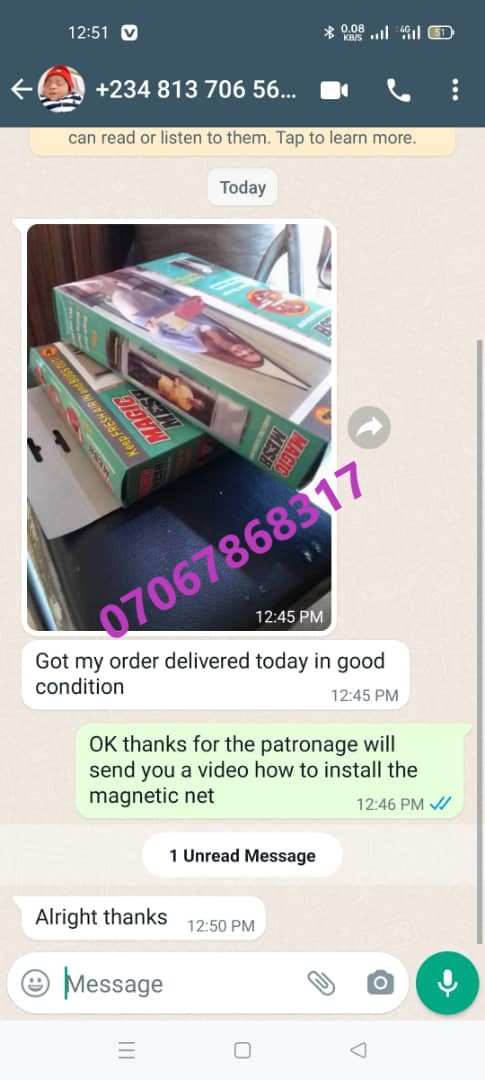 12:51
0.08
KB/S
4G
51
+234 813 706 56...
can read or listen to them. Tap to learn more.
Today
Keep FRESH AIR in and BUGS OUT
MAGIC
MESH
MAGIC
MESH
07067868317
12:45 PM
Got my order delivered today in good
condition
12:45 PM
OK thanks for the patronage will
send you a video how to install the
magnetic net
12:46 PM
1 Unread Message
Alright thanks
12:50 PM
Message